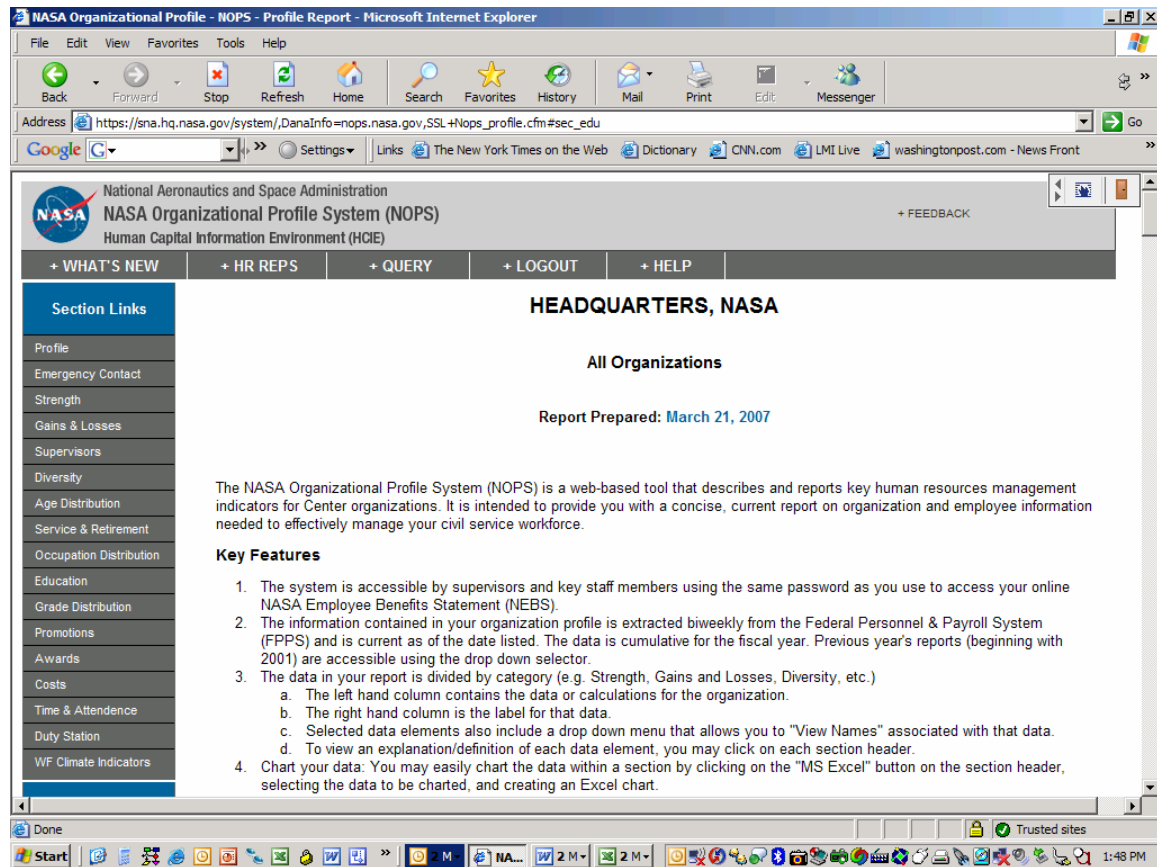 NASA Organizational Profile - NOPS - Profile Report - Microsoft Internet Explorer
File Edit View Favorites Tools Help
Back Forward Stop Refresh Home Search Favorites History Mail Print Edit Messenger
Address https://sna.hq.nasa.gov/system/,DanaInfo=nops.nasa.gov,SSL+Nops_profile.cfm#sec_edu Go
Google G Settings Links The New York Times on the Web Dictionary CNN.com LMI Live washingtonpost.com - News Front
NASA
National Aeronautics and Space Administration
NASA Organizational Profile System (NOPS)
Human Capital Information Environment (HCIE)
+ FEEDBACK
+ WHAT'S NEW + HR REPS + QUERY + LOGOUT + HELP
Section Links
Profile
Emergency Contact
Strength
Gains & Losses
Supervisors
Diversity
Age Distribution
Service & Retirement
Occupation Distribution
Education
Grade Distribution
Promotions
Awards
Costs
Time & Attendence
Duty Station
WF Climate Indicators
HEADQUARTERS, NASA
All Organizations
Report Prepared: March 21, 2007
The NASA Organizational Profile System (NOPS) is a web-based tool that describes and reports key human resources management
indicators for Center organizations. It is intended to provide you with a concise, current report on organization and employee information
needed to effectively manage your civil service workforce.
Key Features
1. The system is accessible by supervisors and key staff members using the same password as you use to access your online
NASA Employee Benefits Statement (NEBS).
2. The information contained in your organization profile is extracted biweekly from the Federal Personnel & Payroll System
(FPPS) and is current as of the date listed. The data is cumulative for the fiscal year. Previous year's reports (beginning with
2001) are accessible using the drop down selector.
3. The data in your report is divided by category (e.g. Strength, Gains and Losses, Diversity, etc.)
a. The left hand column contains the data or calculations for the organization.
b. The right hand column is the label for that data.
c. Selected data elements also include a drop down menu that allows you to "View Names" associated with that data.
d. To view an explanation/definition of each data element, you may click on each section header.
4. Chart your data: You may easily chart the data within a section by clicking on the "MS Excel" button on the section header,
selecting the data to be charted, and creating an Excel chart.
Done Trusted sites
Start 2 M NA... 2 M 2 M 1:48 PM